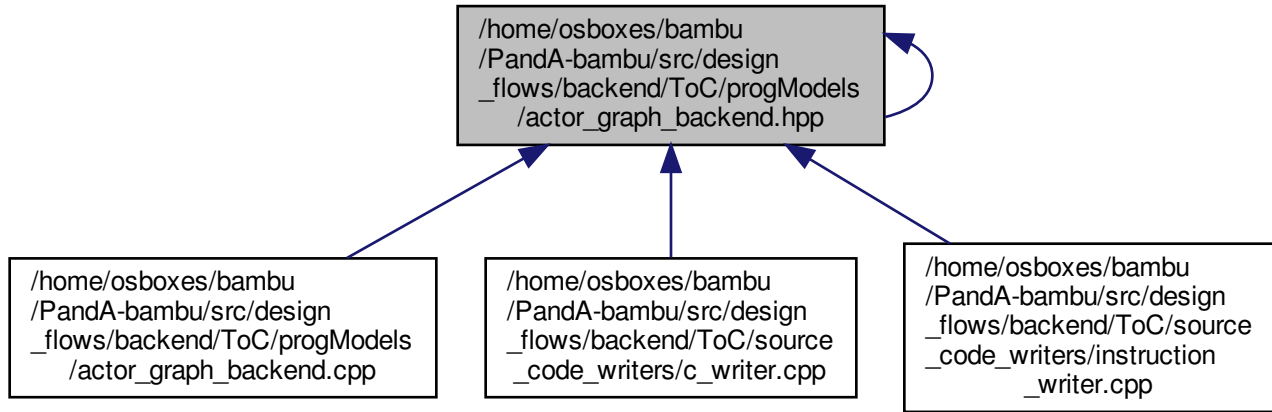 /home/osboxes/bambu
/PandA-bambu/src/design
_flows/backend/ToC/progModels
/actor_graph_backend.hpp
/home/osboxes/bambu
/PandA-bambu/src/design
_flows/backend/ToC/progModels
/actor_graph_backend.cpp
/home/osboxes/bambu
/PandA-bambu/src/design
_flows/backend/ToC/source
_code_writers/c_writer.cpp
/home/osboxes/bambu
/PandA-bambu/src/design
_flows/backend/ToC/source
_code_writers/instruction
_writer.cpp